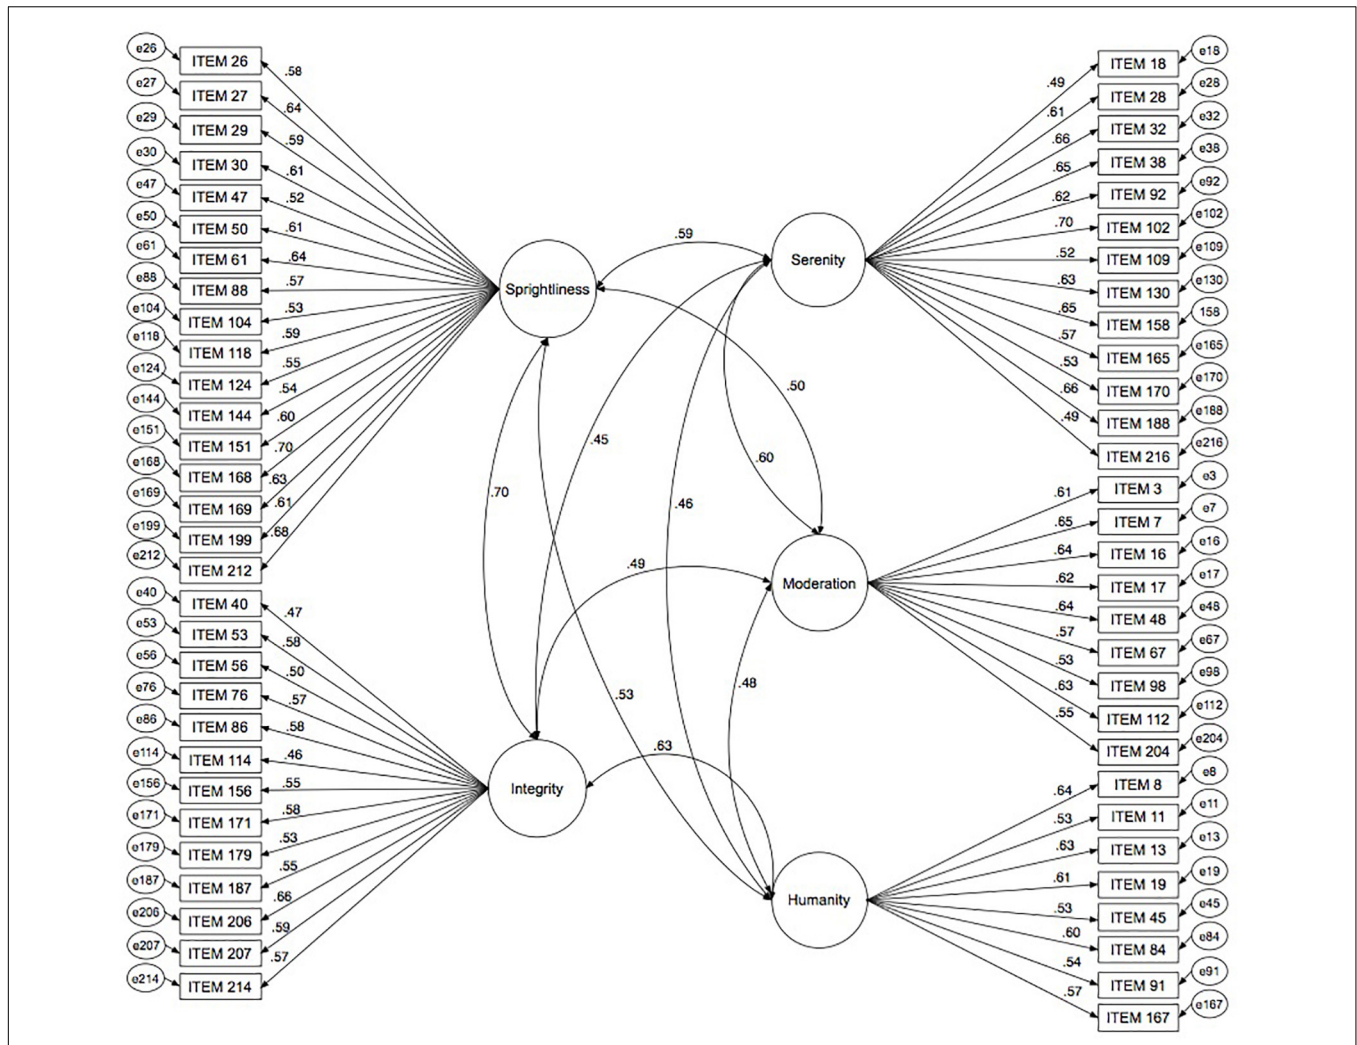 e26 ITEM 26 .58
e27 ITEM 27 .64
e29 ITEM 29 .59
e30 ITEM 30 .61
e47 ITEM 47 .52
e50 ITEM 50 .61
e61 ITEM 61 .64
e88 ITEM 88 .57
e104 ITEM 104 .53
e118 ITEM 118 .59
e124 ITEM 124 .55
e144 ITEM 144 .54
e151 ITEM 151 .60
e168 ITEM 168 .70
e169 ITEM 169 .63
e199 ITEM 199 .61
e212 ITEM 212 .68
Sprightliness
e40 ITEM 40 .47
e53 ITEM 53 .58
e56 ITEM 56 .50
e76 ITEM 76 .57
e86 ITEM 86 .58
e114 ITEM 114 .46
e156 ITEM 156 .55
e171 ITEM 171 .58
e179 ITEM 179 .53
e187 ITEM 187 .55
e206 ITEM 206 .66
e207 ITEM 207 .59
e214 ITEM 214 .57
Integrity
.59
.50
.45
.60
.70
.46
.49
.53
.48
.63
Serenity
.49 ITEM 18 e18
.61 ITEM 28 e28
.66 ITEM 32 e32
.65 ITEM 38 e38
.62 ITEM 92 e92
.70 ITEM 102 e102
.52 ITEM 109 e109
.63 ITEM 130 e130
.65 ITEM 158 158
.57 ITEM 165 e165
.53 ITEM 170 e170
.66 ITEM 188 e188
.49 ITEM 216 e216
Moderation
.61 ITEM 3 e3
.65 ITEM 7 e7
.64 ITEM 16 e16
.62 ITEM 17 e17
.64 ITEM 48 e48
.57 ITEM 67 e67
.53 ITEM 98 e98
.63 ITEM 112 e112
.55 ITEM 204 e204
Humanity
.64 ITEM 8 e8
.53 ITEM 11 e11
.63 ITEM 13 e13
.61 ITEM 19 e19
.53 ITEM 45 e45
.60 ITEM 84 e84
.54 ITEM 91 e91
.57 ITEM 167 e167